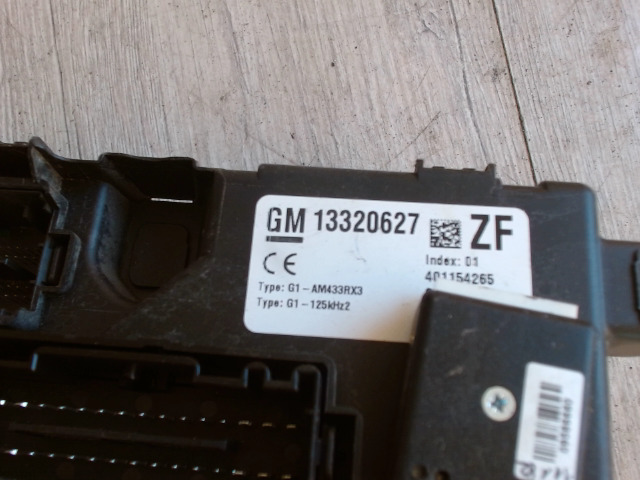 GM 13320627 ZF
CE Index: 01
401154265
Type: G1-AM433RX3
Type: G1-125kHz2